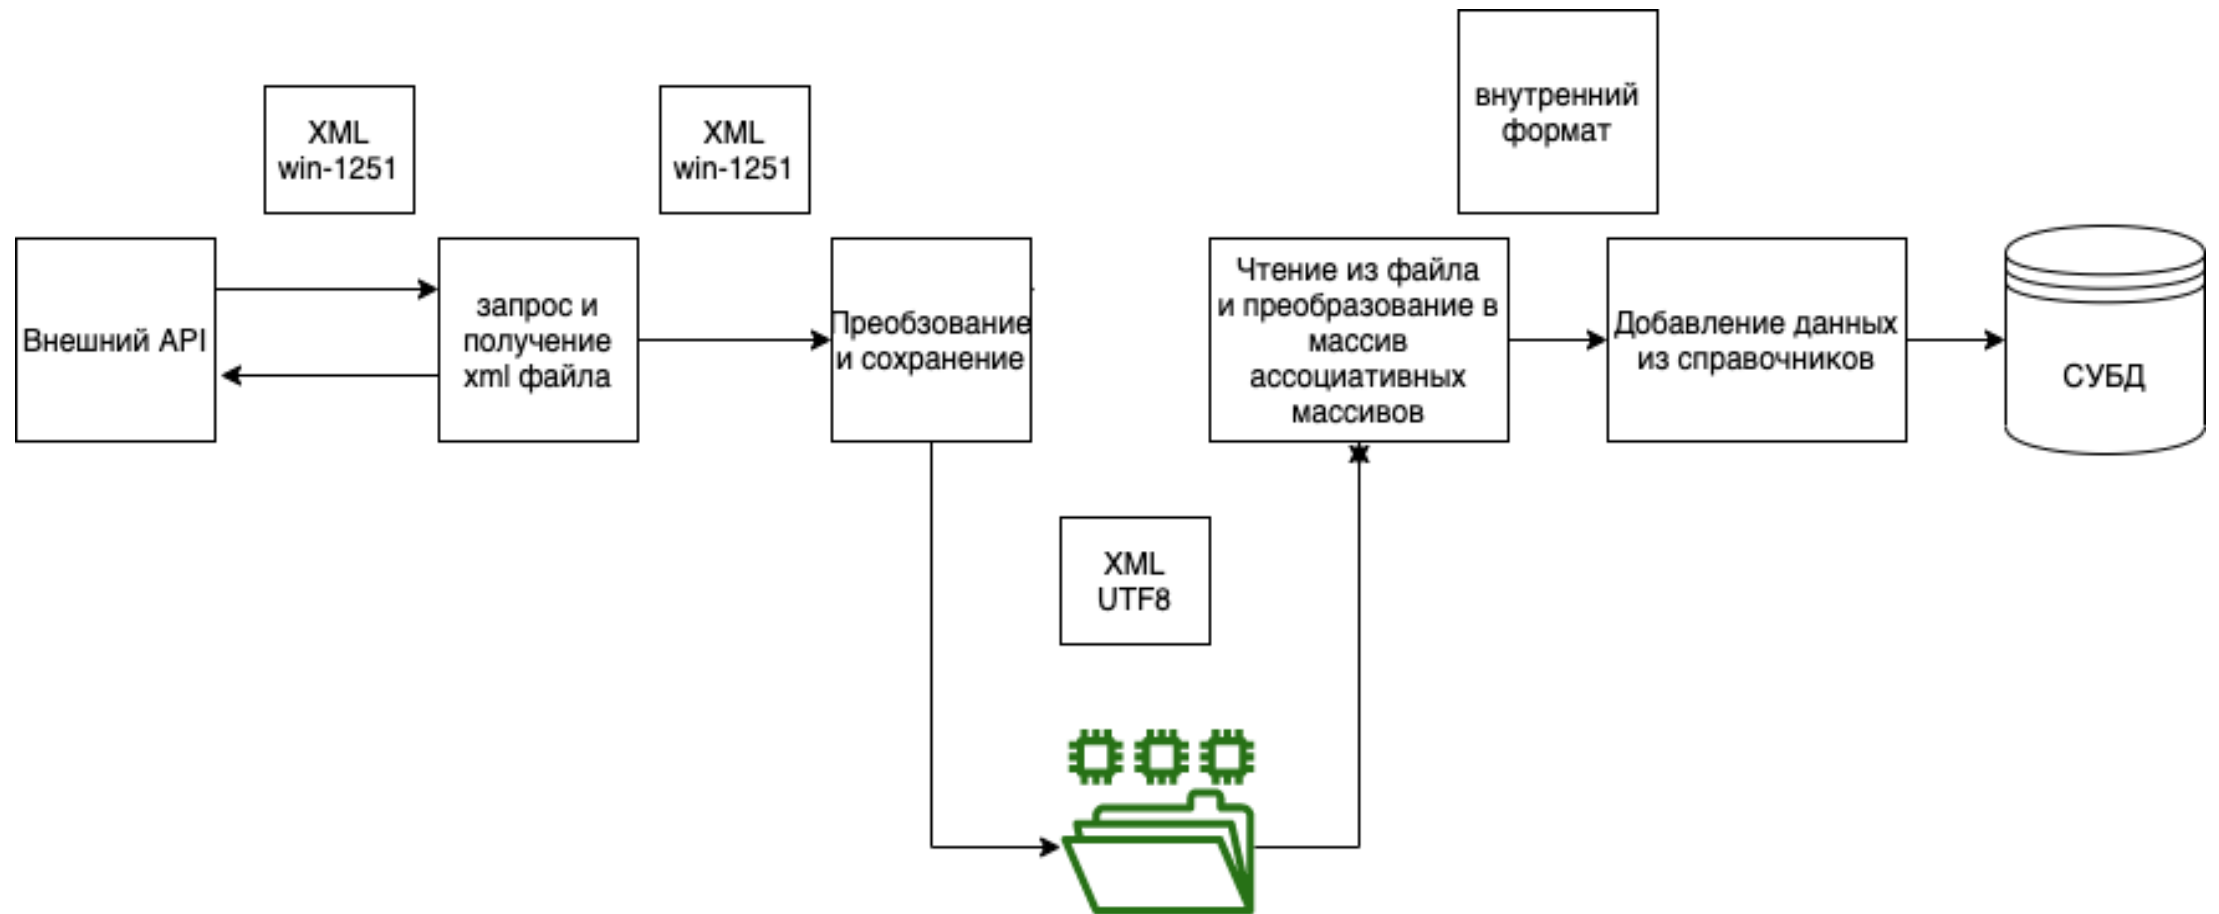 XML
win-1251
XML
win-1251
внутренний
формат
Внешний API
запрос и
получение
xml файла
Преобзование
и сохранение
Чтение из файла
и преобразование в
массив
ассоциативных
массивов
Добавление данных
из справочников
СУБД
XML
UTF8